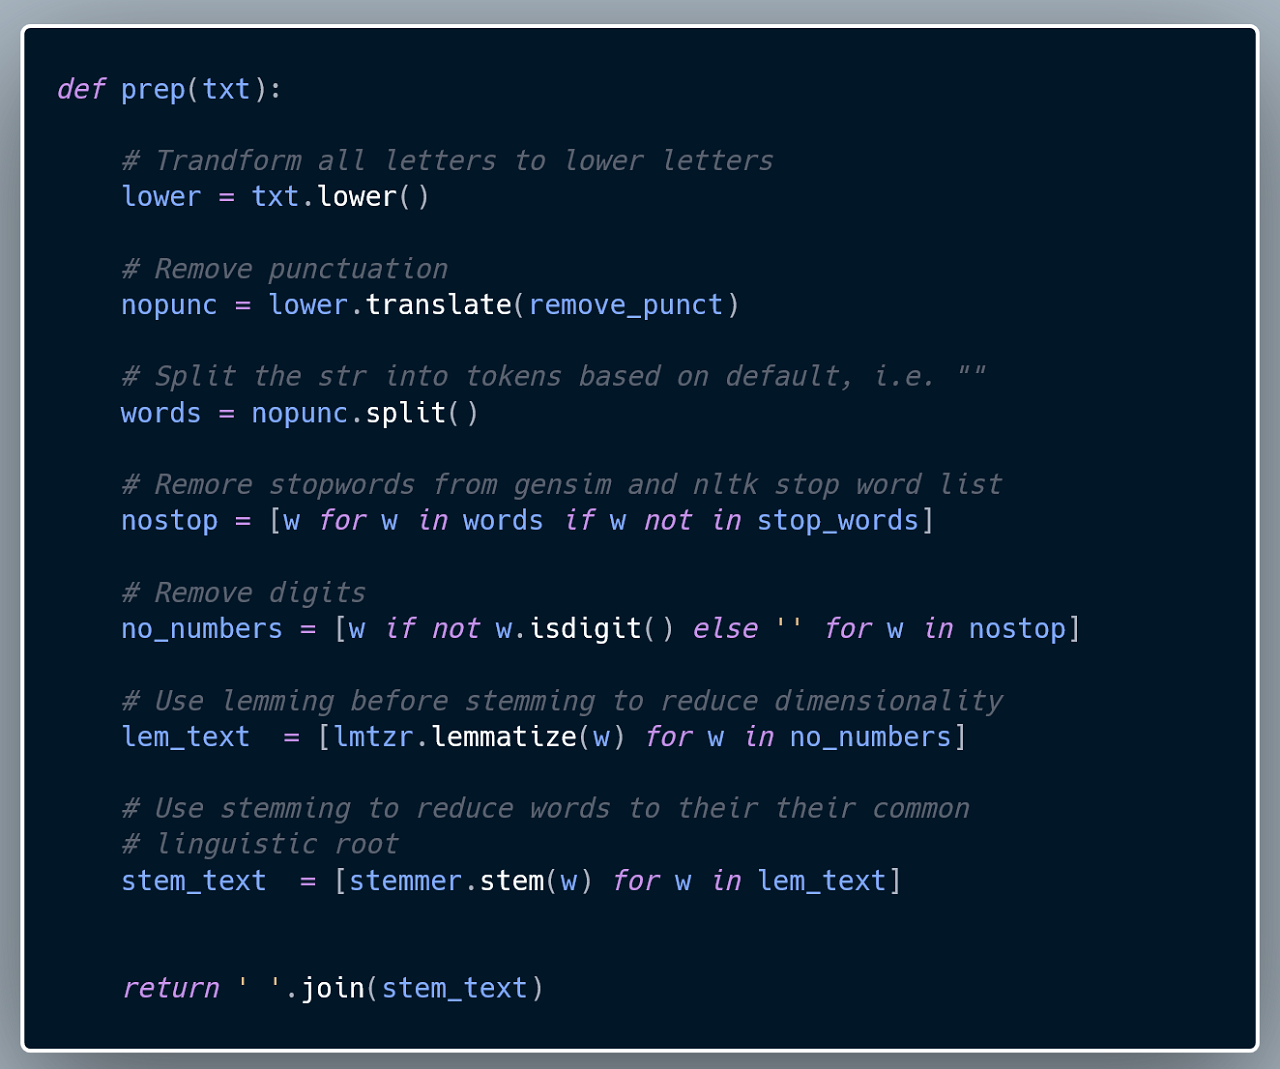 def prep(txt):
# Trandform all letters to lower letters
lower = txt.lower()
# Remove punctuation
nopunc = lower.translate(remove_punct)
# Split the str into tokens based on default, i.e. ""
words = nopunc.split()
# Remore stopwords from gensim and nltk stop word list
nostop = [w for w in words if w not in stop_words]
# Remove digits
no_numbers = [w if not w.isdigit() else '' for w in nostop]
# Use lemming before stemming to reduce dimensionality
lem_text  = [lmtzr.lemmatize(w) for w in no_numbers]
# Use stemming to reduce words to their their common
# linguistic root
stem_text  = [stemmer.stem(w) for w in lem_text]
return ' '.join(stem_text)